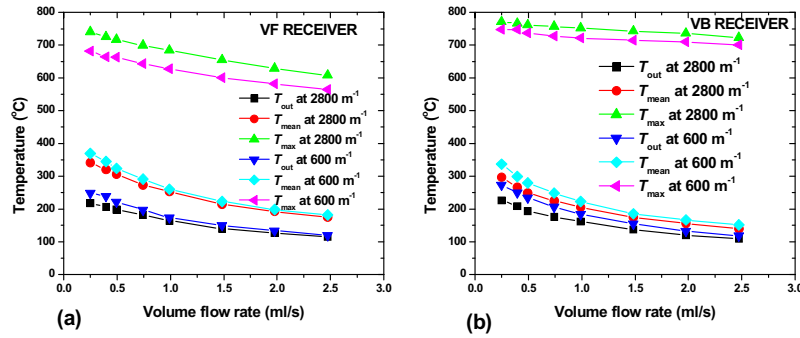 VF RECEIVER
800
700
600
500
400
300
200
100
0
Temperature (°C)
T_out at 2800 m⁻¹
T_mean at 2800 m⁻¹
T_max at 2800 m⁻¹
T_out at 600 m⁻¹
T_mean at 600 m⁻¹
T_max at 600 m⁻¹
0.0 0.5 1.0 1.5 2.0 2.5 3.0
Volume flow rate (ml/s)
(a)
VB RECEIVER
800
700
600
500
400
300
200
100
0
Temperature (°C)
T_out at 2800 m⁻¹
T_mean at 2800 m⁻¹
T_max at 2800 m⁻¹
T_out at 600 m⁻¹
T_mean at 600 m⁻¹
T_max at 600 m⁻¹
0.0 0.5 1.0 1.5 2.0 2.5 3.0
Volume flow rate (ml/s)
(b)